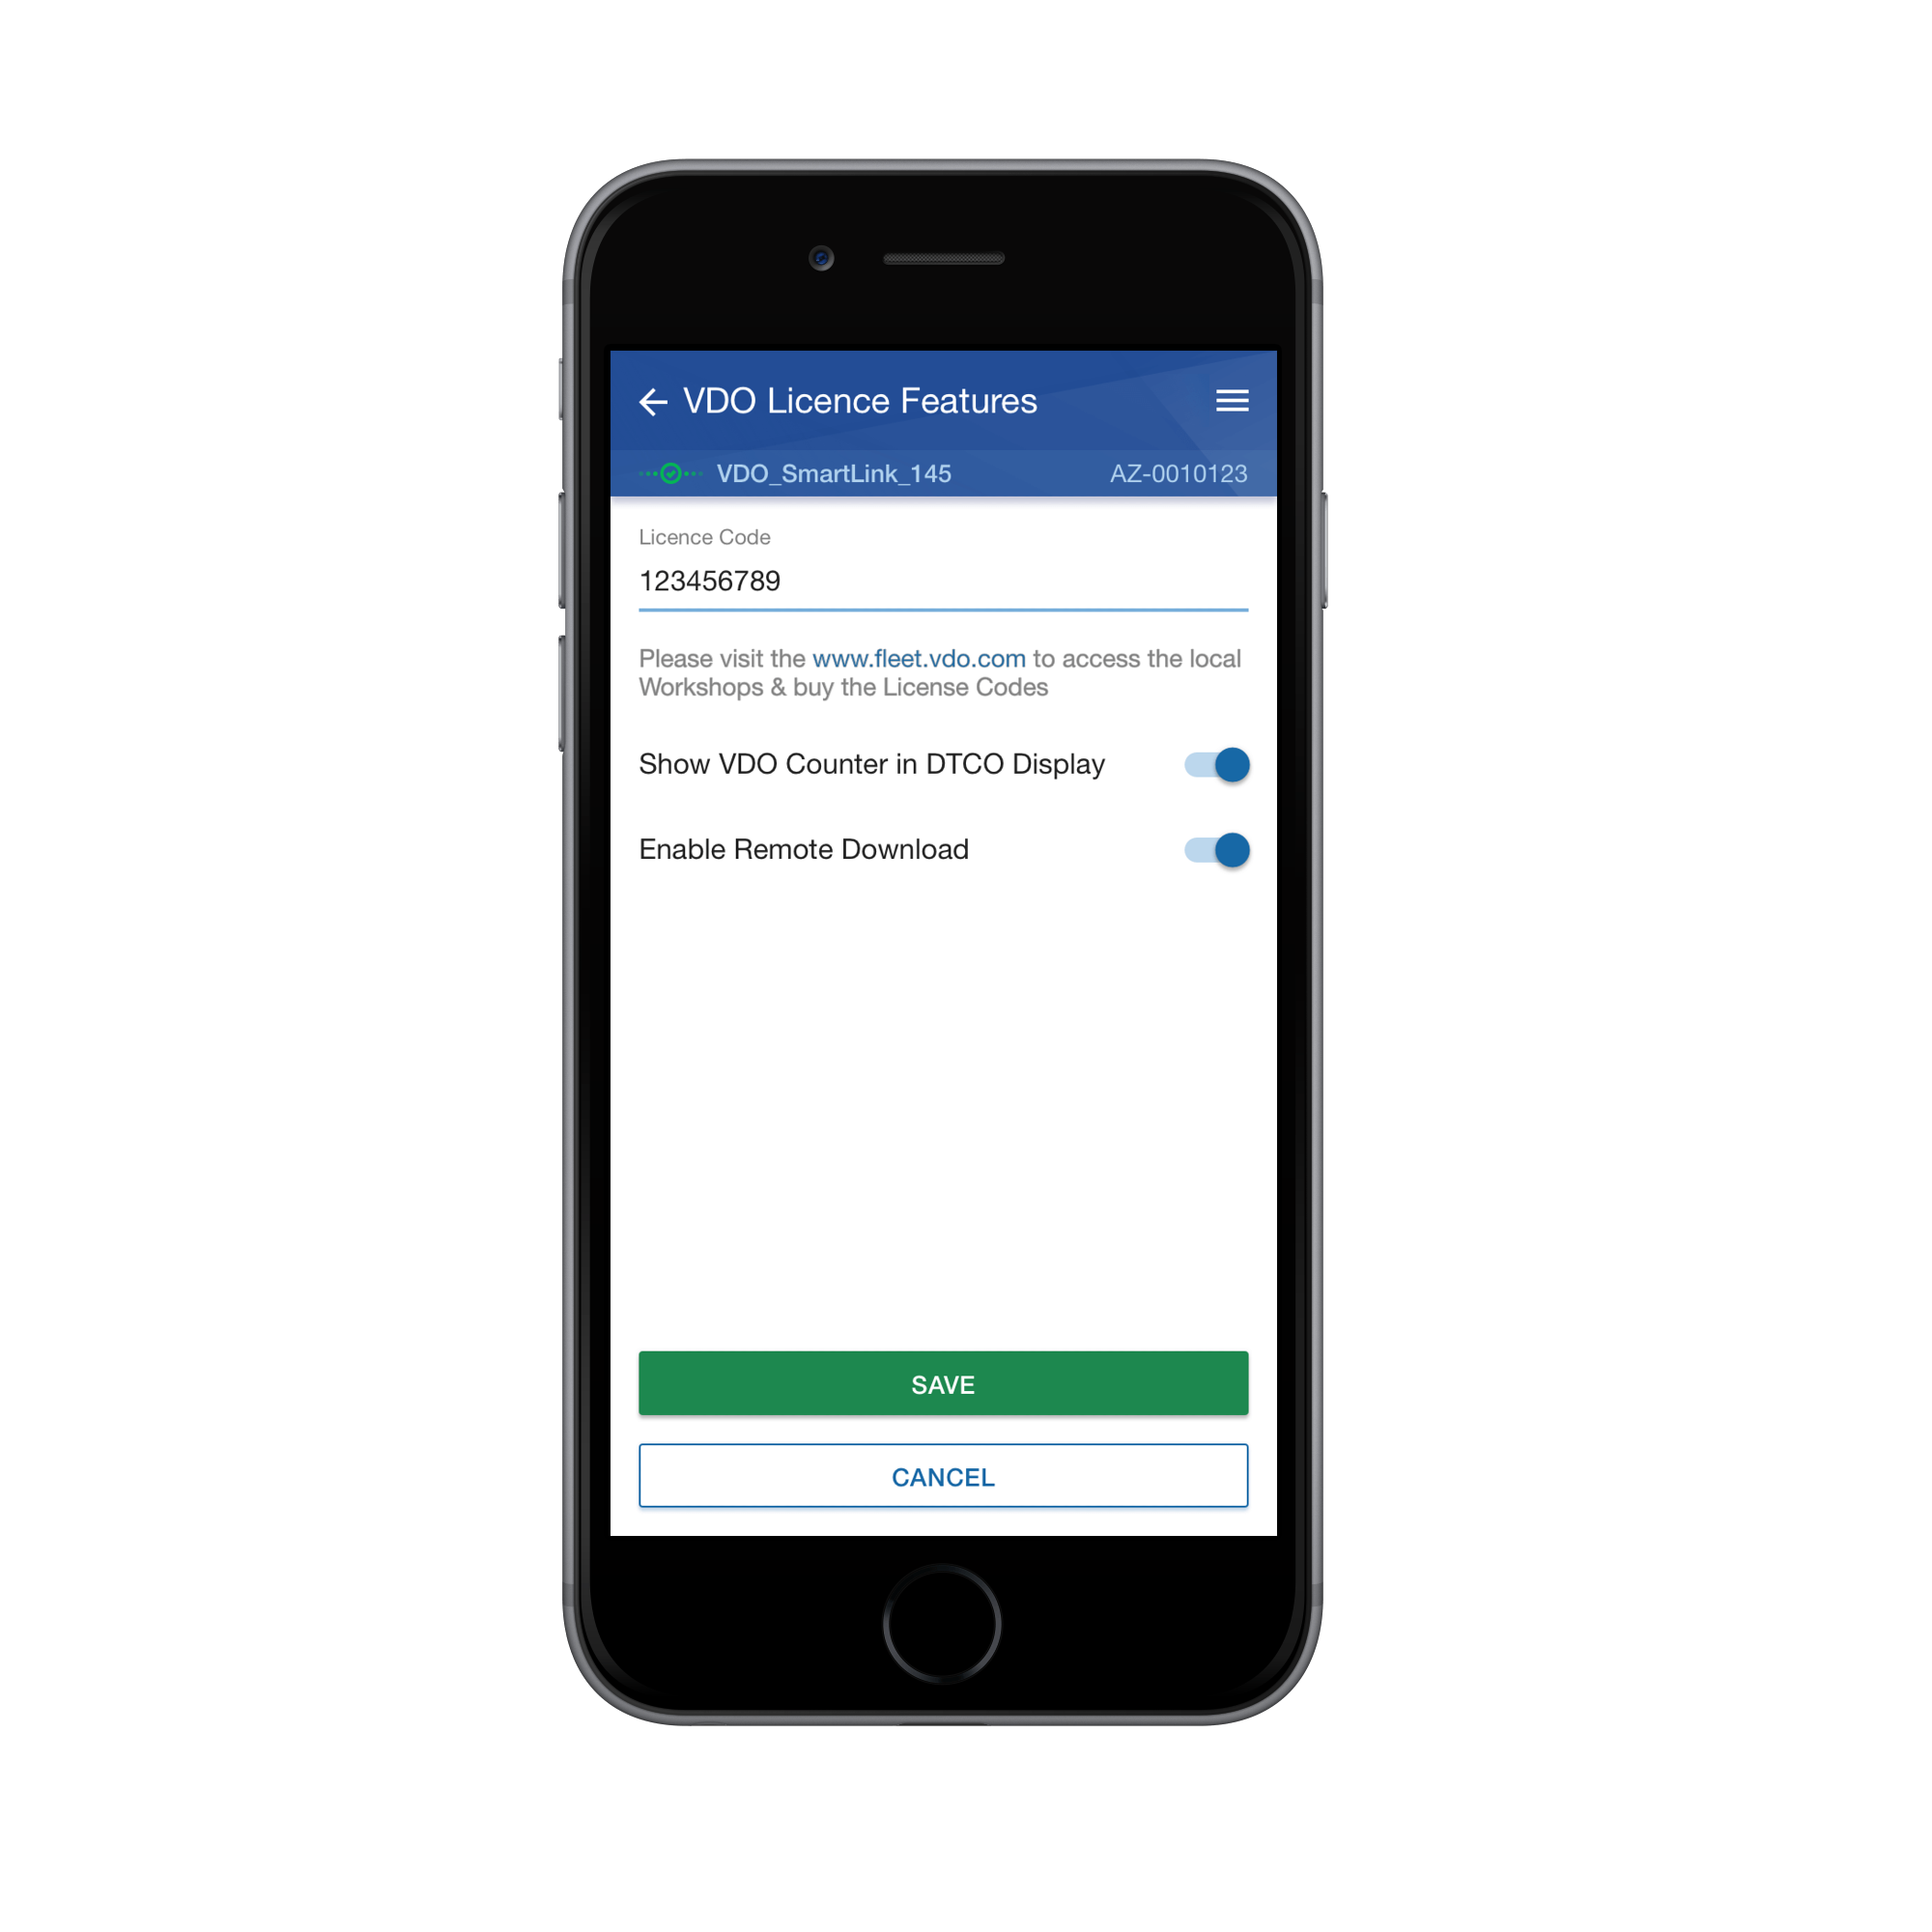 VDO Licence Features
VDO_SmartLink_145 AZ-0010123
Licence Code
123456789
Please visit the www.fleet.vdo.com to access the local
Workshops & buy the License Codes
Show VDO Counter in DTCO Display
Enable Remote Download
SAVE
CANCEL